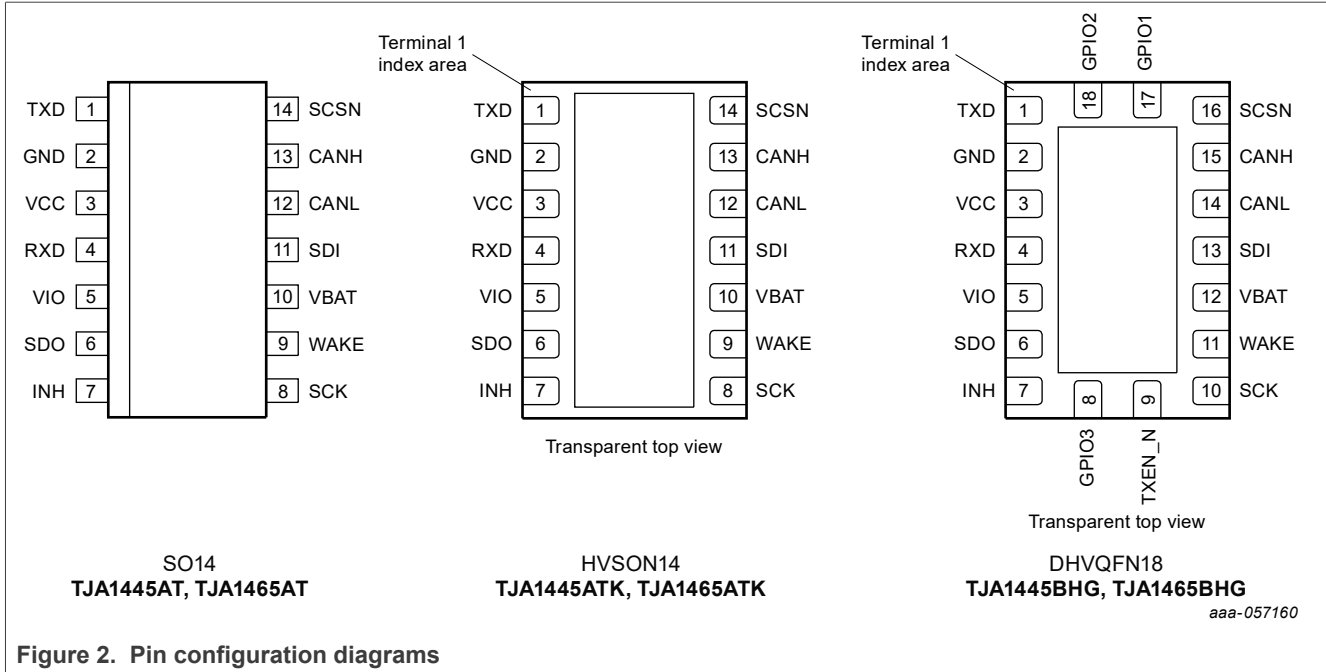 TXD 1
GND 2
VCC 3
RXD 4
VIO 5
SDO 6
INH 7
14 SCSN
13 CANH
12 CANL
11 SDI
10 VBAT
9 WAKE
8 SCK
SO14
TJA1445AT, TJA1465AT
Terminal 1
index area
TXD 1
GND 2
VCC 3
RXD 4
VIO 5
SDO 6
INH 7
14 SCSN
13 CANH
12 CANL
11 SDI
10 VBAT
9 WAKE
8 SCK
Transparent top view
HVSON14
TJA1445ATK, TJA1465ATK
Terminal 1
index area
GPIO2
18
GPIO1
17
TXD 1
GND 2
VCC 3
RXD 4
VIO 5
SDO 6
INH 7
16 SCSN
15 CANH
14 CANL
13 SDI
12 VBAT
11 WAKE
10 SCK
8
GPIO3
9
TXEN_N
Transparent top view
DHVQFN18
TJA1445BHG, TJA1465BHG
aaa-057160
Figure 2. Pin configuration diagrams